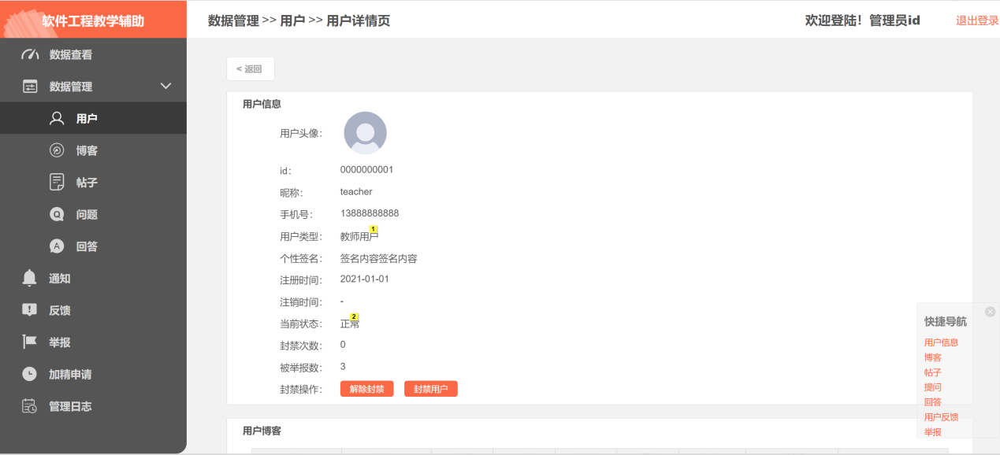 软件工程教学辅助
数据管理 >> 用户 >> 用户详情页
欢迎登陆！管理员id
退出登录
数据查看
数据管理
用户
博客
帖子
问题
回答
通知
反馈
举报
加精申请
管理日志
< 返回
用户信息
用户头像：
id： 0000000001
昵称： teacher
手机号： 13888888888
用户类型： 教师用户 1
个性签名： 签名内容签名内容
注册时间： 2021-01-01
注销时间： -
当前状态： 正常 2
封禁次数： 0
被举报数： 3
封禁操作： 解除封禁 封禁用户
用户博客
快捷导航
用户信息
博客
帖子
提问
回答
用户反馈
举报